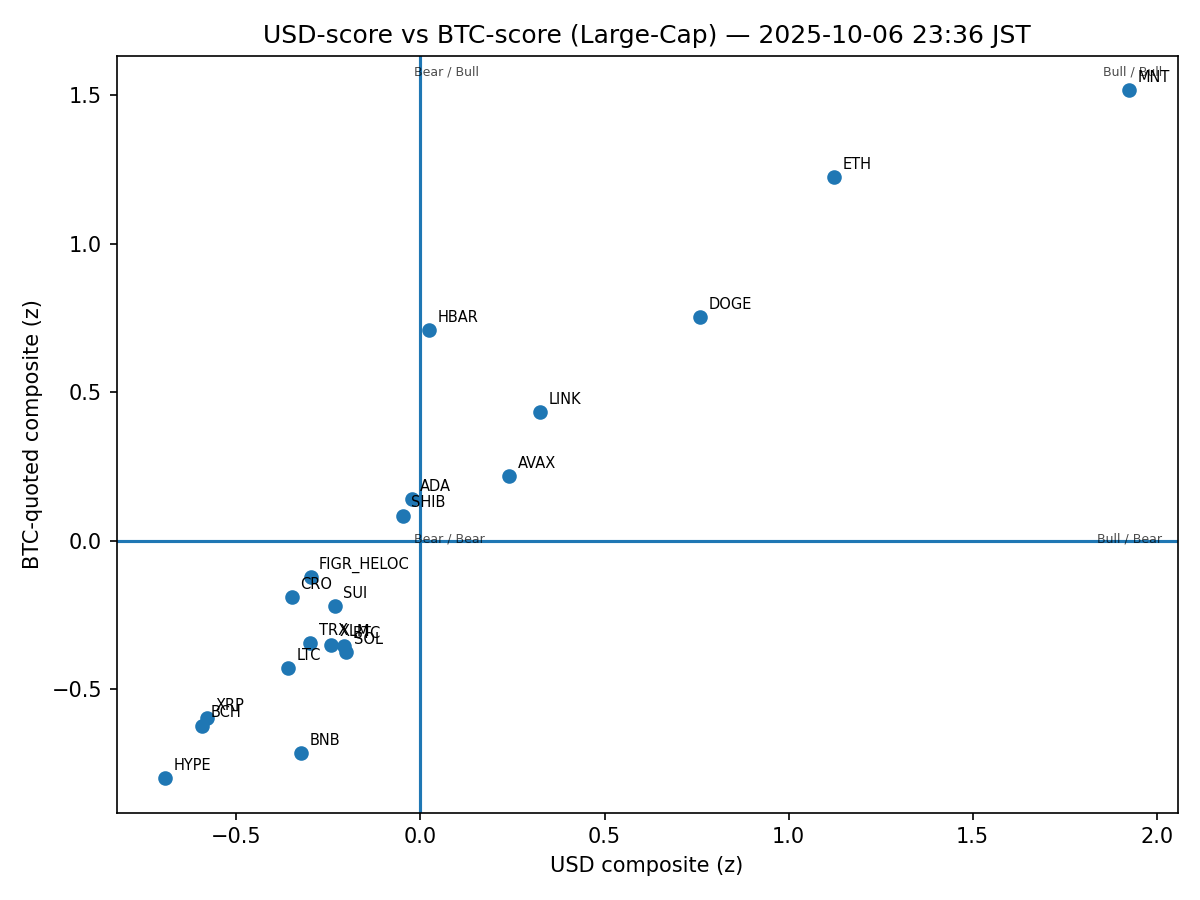 USD-score vs BTC-score (Large-Cap) — 2025-10-06 23:36 JST
Bear / Bull
Bull / Bull
MNT
1.5
ETH
1.0
HBAR
DOGE
0.5
LINK
AVAX
ADA
SHIB
0.0
Bear / Bear
Bull / Bear
FIGR_HELOC
CRO
SUI
TRX
XLM
BTC
SOL
LTC
−0.5
XRP
BCH
BNB
HYPE
BTC-quoted composite (z)
−0.5
0.0
0.5
1.0
1.5
2.0
USD composite (z)